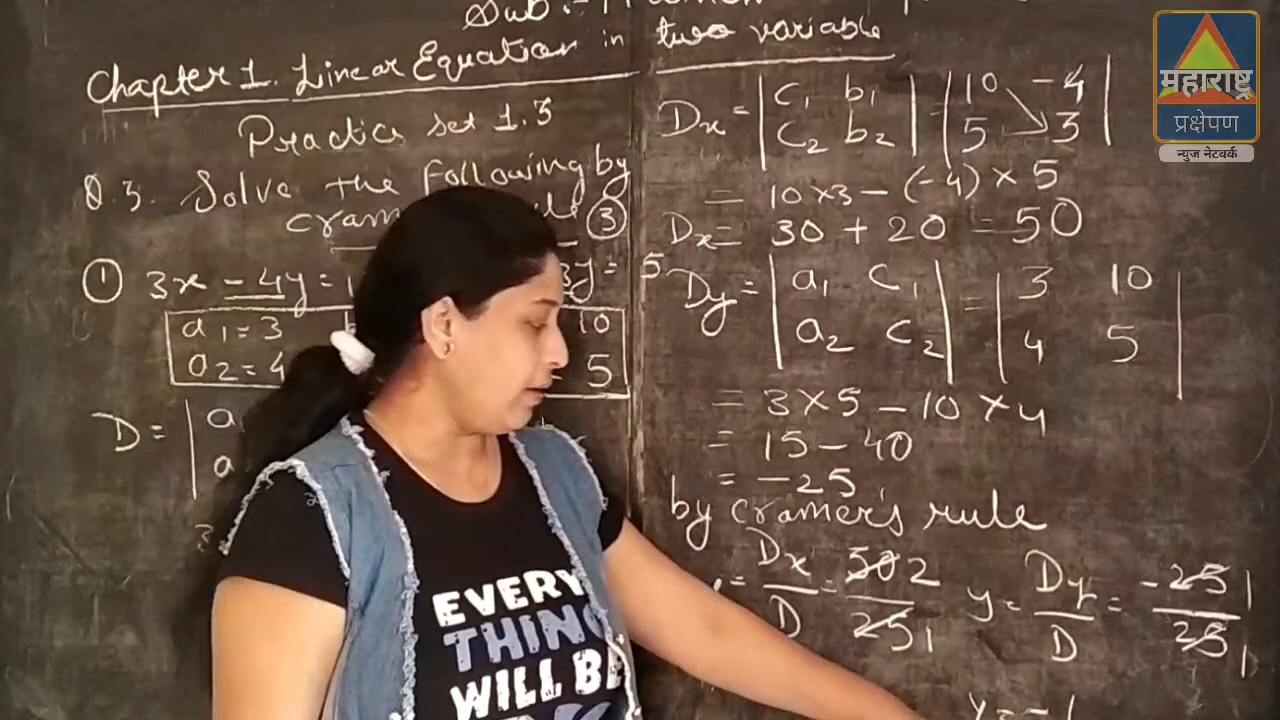 Chapter 1. Linear Equation in two variable
Practice set 1.3
Q.3. Solve the following by
③
① 3x - 4y = 3y = 5
a1 = 3 10
a2 = 4 = 5
D = | a
a
Dx = | c1 b1 | = | 10 -4 |
| c2 b2 | | 5 3 |
= 10 × 3 - (-4) × 5
Dx = 30 + 20 = 50
Dy = | a1 c1 | = | 3 10 |
| a2 c2 | | 4 5 |
= 3 × 5 - 10 × 4
= 15 - 40
= -25
by cramer's rule
= Dx/D = 50 2/25 1 y = Dy/D = -25 1/25 1
y = -1
महाराष्ट्र
प्रक्षेपण
न्युज नेटवर्क
EVERY
THING
WILL BE